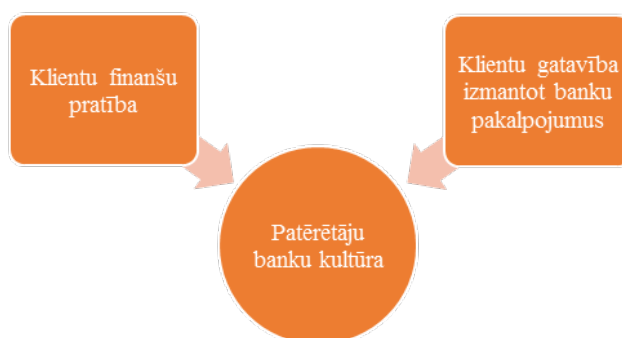 Klientu finanšu
pratība
Klientu gatavība
izmantot banku
pakalpojumus
Patērētāju
banku kultūra